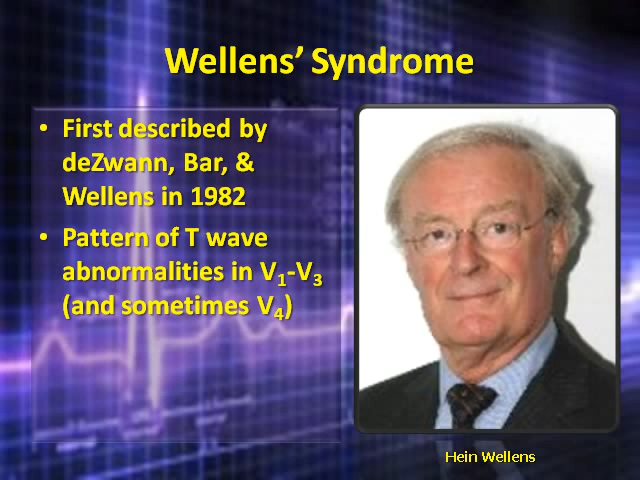 Wellens’ Syndrome
• First described by
deZwann, Bar, &
Wellens in 1982
• Pattern of T wave
abnormalities in V₁-V₃
(and sometimes V₄)
Hein Wellens